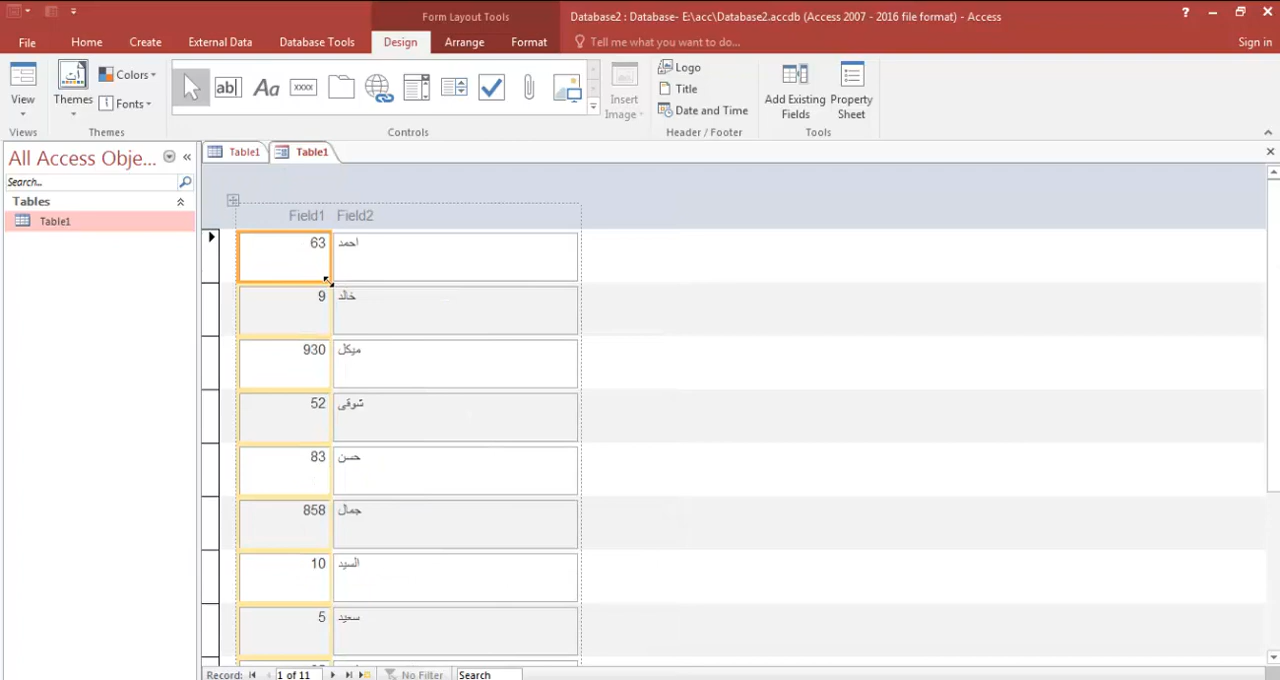 Form Layout Tools
Database2 : Database- E:\acc\Database2.accdb (Access 2007 - 2016 file format) - Access
?
File Home Create External Data Database Tools Design Arrange Format Tell me what you want to do... Sign in
View
Views
Themes
Colors
Fonts
Themes
ab|
Aa
xxxx
Controls
Insert
Image
Logo
Title
Date and Time
Header / Footer
Add Existing
Fields
Property
Sheet
Tools
All Access Obje...
Search...
Tables
Table1
Table1 Table1
Field1 Field2
63 احمد
9 خالد
930 ميكل
52 شوقى
83 حسن
858 جمال
10 السيد
5 سعيد
Record: 1 of 11 No Filter Search